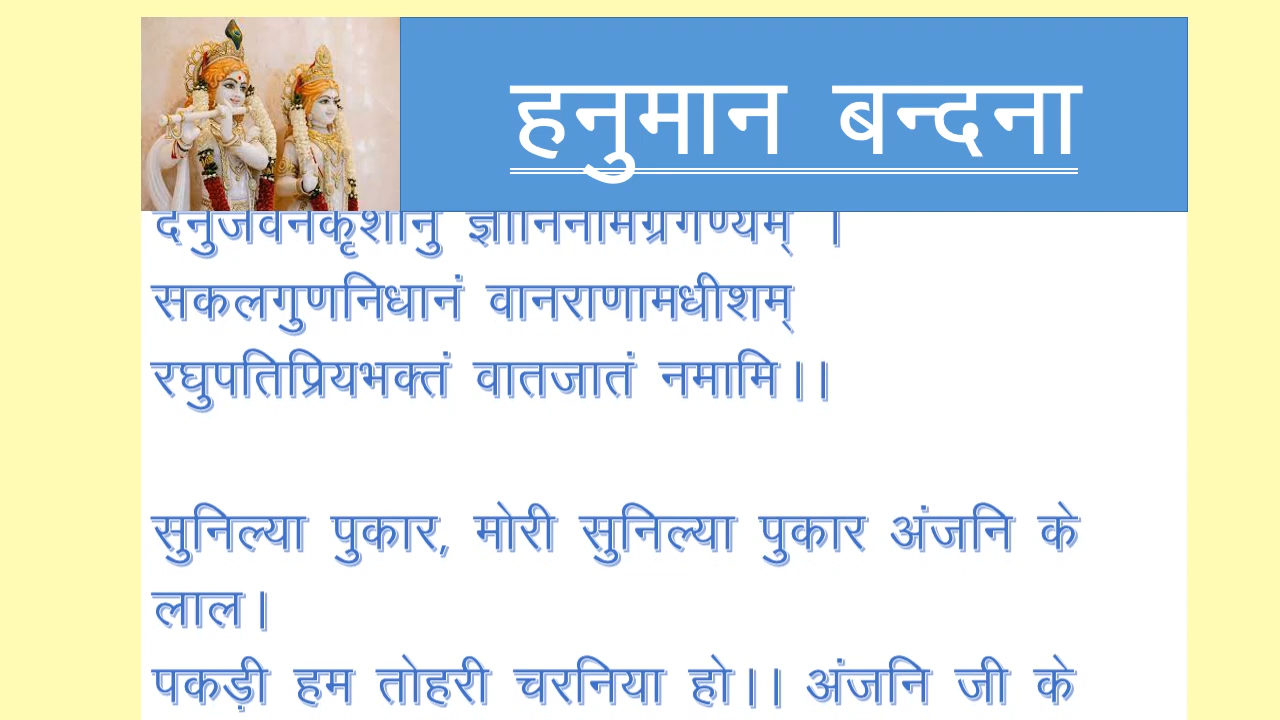 हनुमान बन्दना
दनुजवनकृशानु ज्ञानिनामग्रगण्यम् ।
सकलगुणनिधानं वानराणामधीशम्
रघुपतिप्रियभक्तं वातजातं नमामि।।
सुनिल्या पुकार, मोरी सुनिल्या पुकार अंजनि के
लाल।
पकड़ी हम तोहरी चरनिया हो।। अंजनि जी के